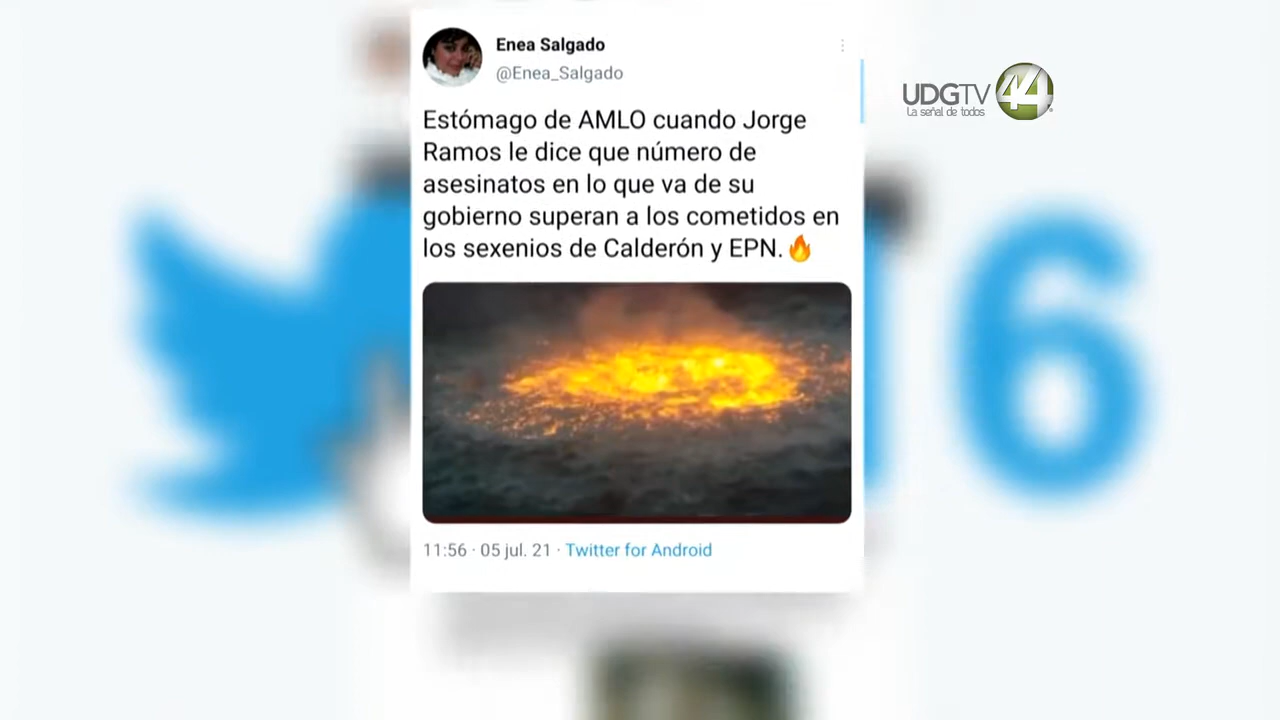 Enea Salgado
@Enea_Salgado
UDGTV 44
La señal de todos
Estómago de AMLO cuando Jorge
Ramos le dice que número de
asesinatos en lo que va de su
gobierno superan a los cometidos en
los sexenios de Calderón y EPN.🔥
11:56 · 05 jul. 21 · Twitter for Android
16